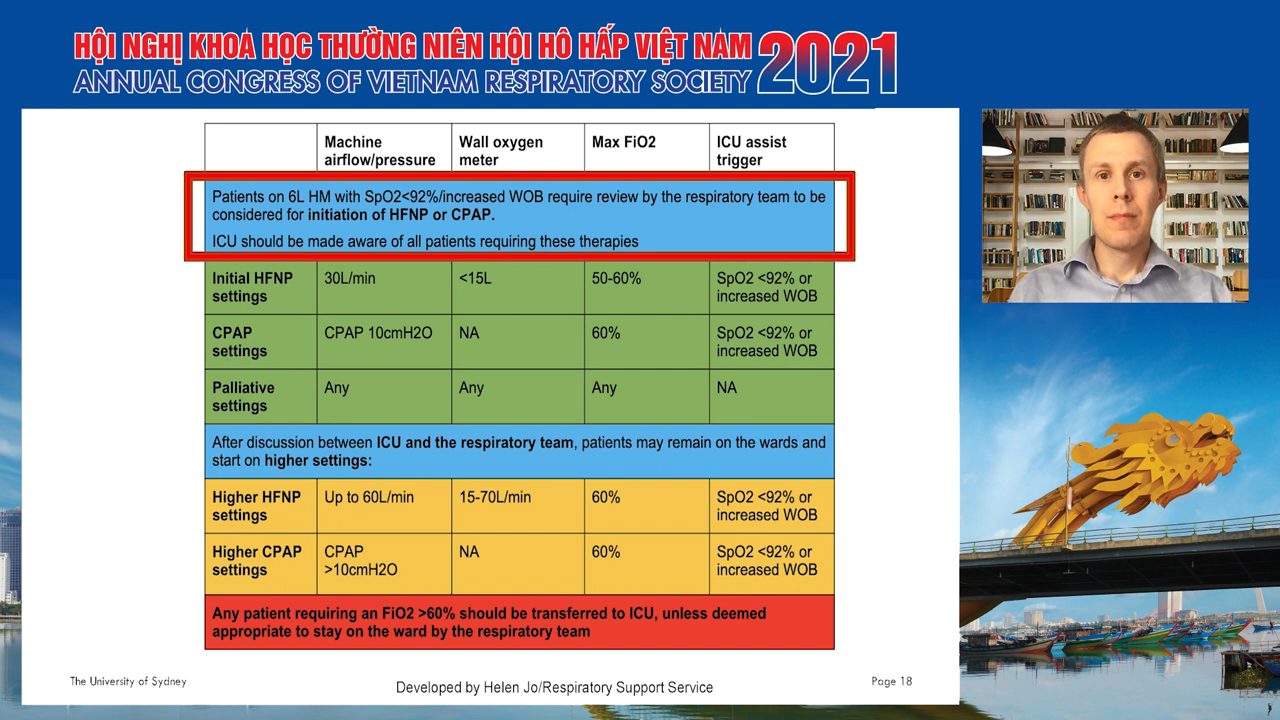 HỘI NGHỊ KHOA HỌC THƯỜNG NIÊN HỘI HÔ HẤP VIỆT NAM 2021
ANNUAL CONGRESS OF VIETNAM RESPIRATORY SOCIETY
Machine airflow/pressure
Wall oxygen meter
Max FiO2
ICU assist trigger
Patients on 6L HM with SpO2<92%/increased WOB require review by the respiratory team to be
considered for initiation of HFNP or CPAP.
ICU should be made aware of all patients requiring these therapies
Initial HFNP settings
30L/min
<15L
50-60%
SpO2 <92% or increased WOB
CPAP settings
CPAP 10cmH2O
NA
60%
SpO2 <92% or increased WOB
Palliative settings
Any
Any
Any
NA
After discussion between ICU and the respiratory team, patients may remain on the wards and
start on higher settings:
Higher HFNP settings
Up to 60L/min
15-70L/min
60%
SpO2 <92% or increased WOB
Higher CPAP settings
CPAP >10cmH2O
NA
60%
SpO2 <92% or increased WOB
Any patient requiring an FiO2 >60% should be transferred to ICU, unless deemed
appropriate to stay on the ward by the respiratory team
The University of Sydney
Developed by Helen Jo/Respiratory Support Service
Page 18